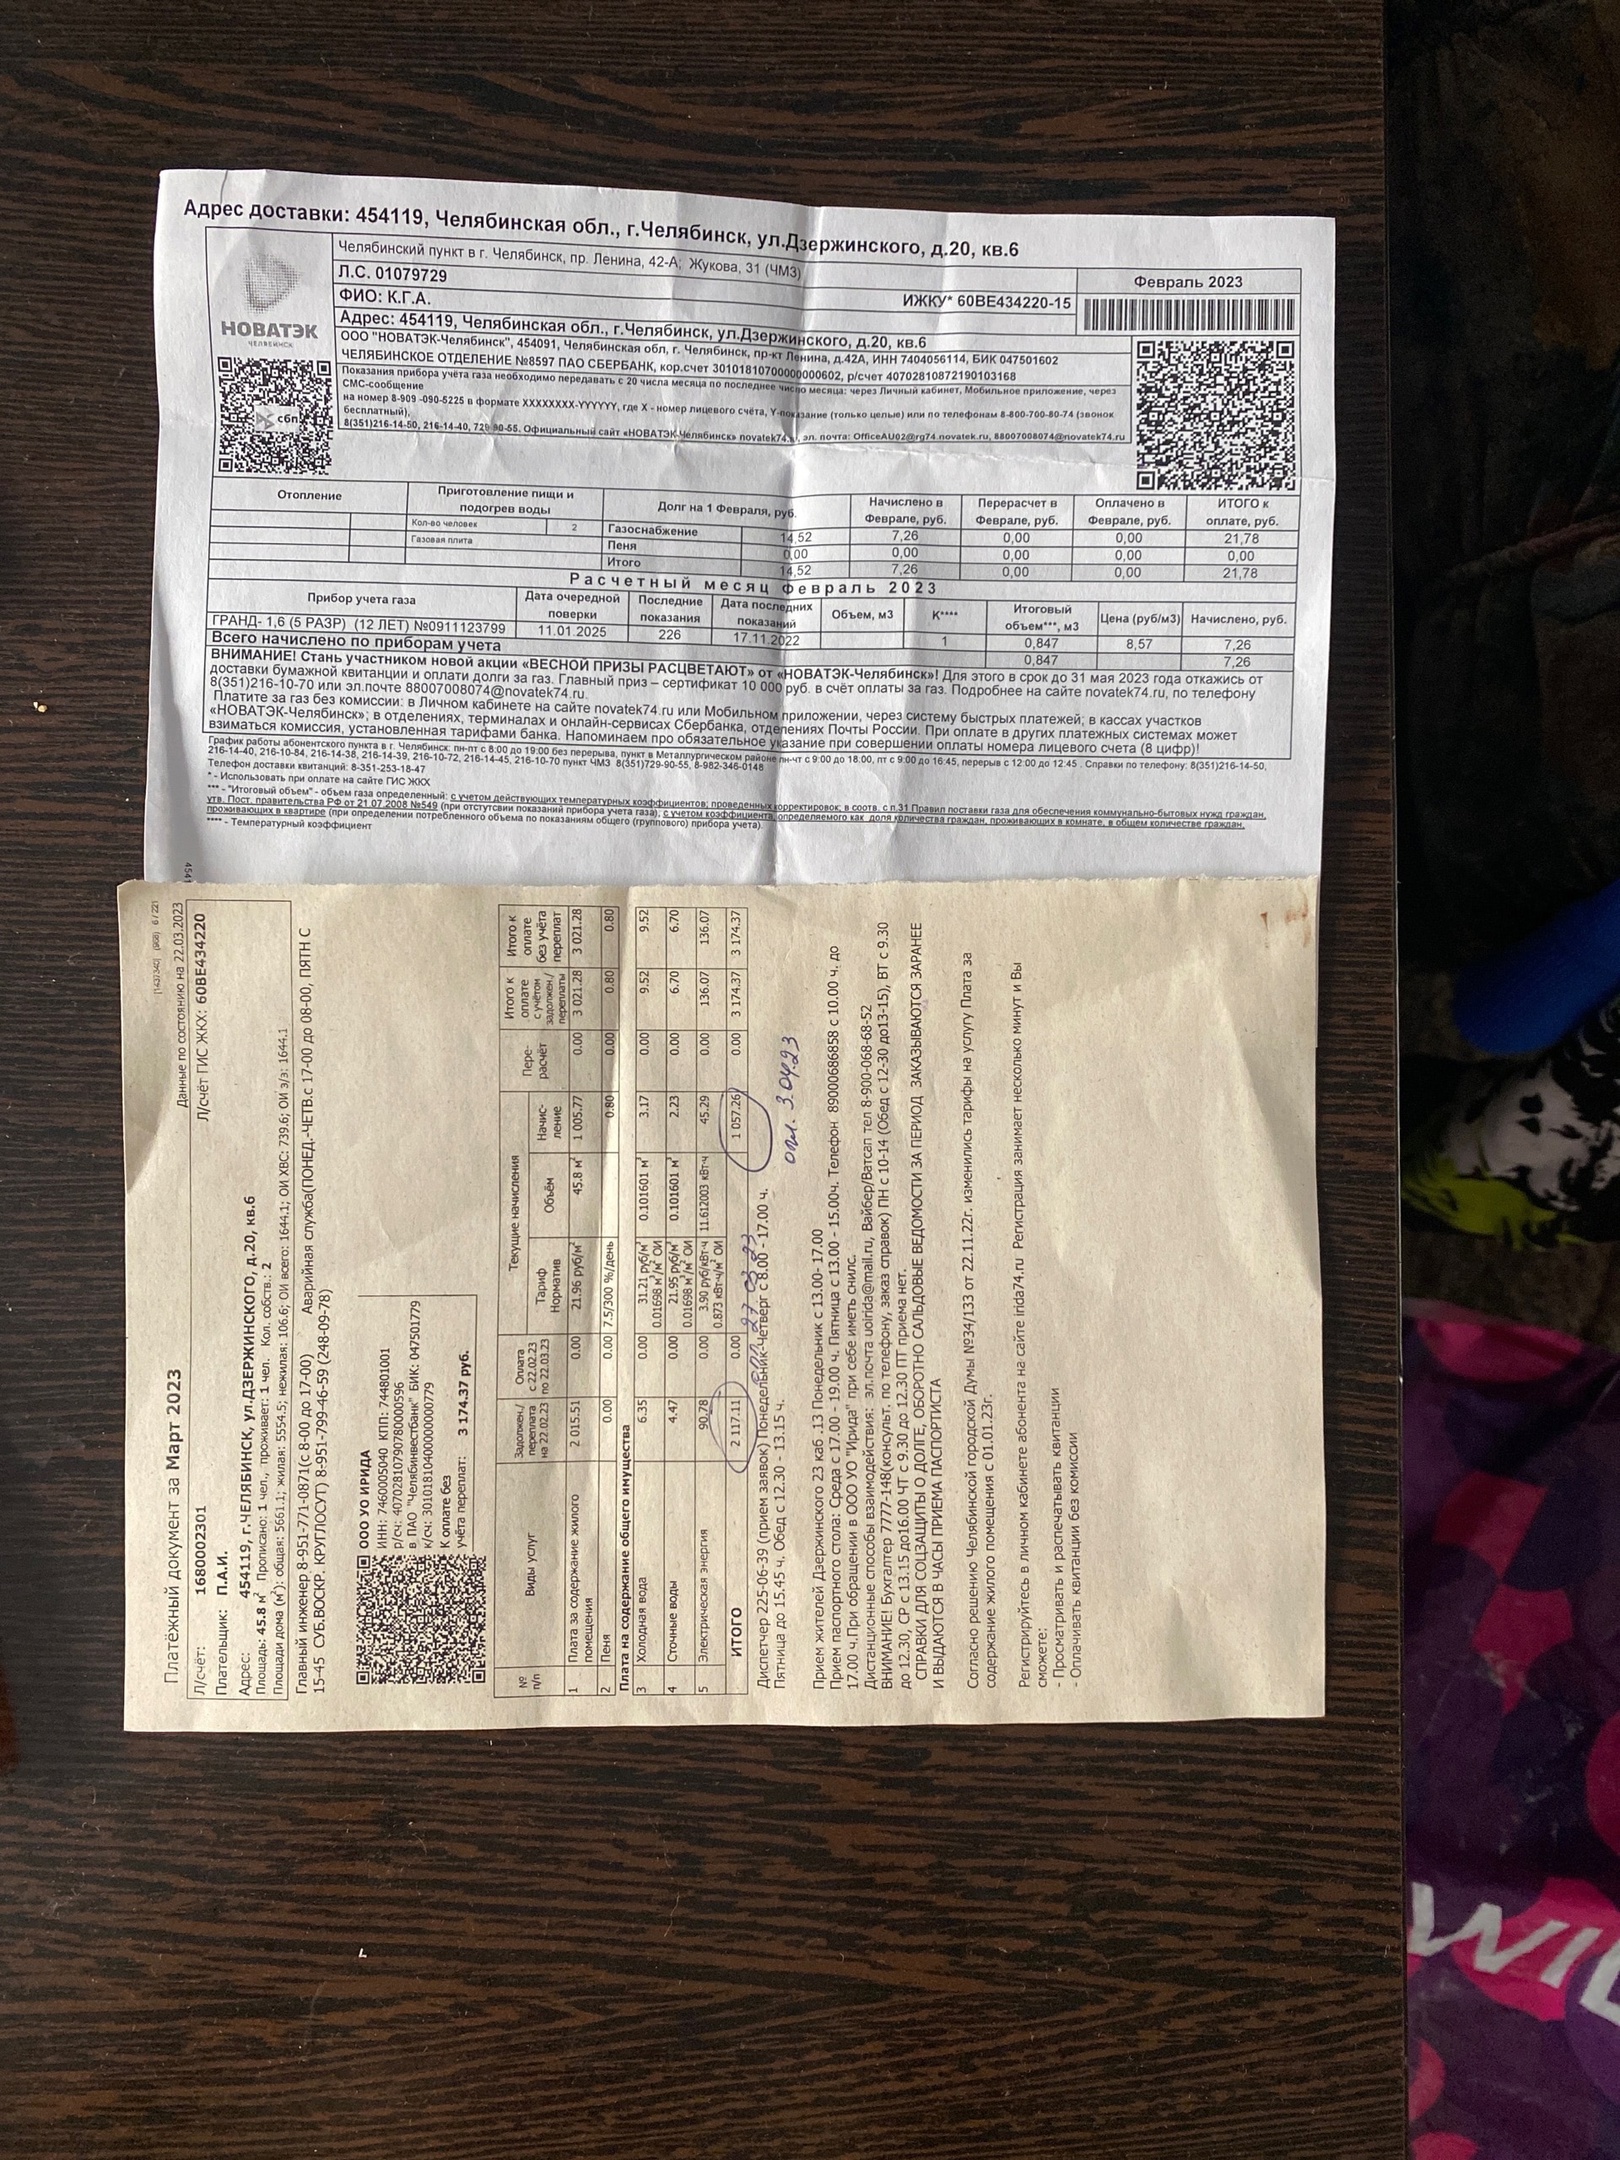 Адрес доставки: 454119, Челябинская обл., г.Челябинск, ул.Дзержинского, д.20, кв.6
НОВАТЭК
ЧЕЛЯБИНСК
сбп
Челябинский пункт в г. Челябинск, пр. Ленина, 42-А; Жукова, 31 (ЧМЗ)
Л.С. 01079729
Февраль 2023
ФИО: К.Г.А.
ИЖКУ* 60ВЕ434220-15
Адрес: 454119, Челябинская обл., г.Челябинск, ул.Дзержинского, д.20, кв.6
ООО "НОВАТЭК-Челябинск", 454091, Челябинская обл, г. Челябинск, пр-кт Ленина, д.42А, ИНН 7404056114, БИК 047501602
ЧЕЛЯБИНСКОЕ ОТДЕЛЕНИЕ №8597 ПАО СБЕРБАНК, кор.счет 30101810700000000602, р/счет 40702810872190103168
Показания прибора учёта газа необходимо передавать с 20 числа месяца по последнее число месяца: через Личный кабинет, Мобильное приложение, через
СМС-сообщение
на номер 8-909 -090-5225 в формате XXXXXXXX-YYYYYY, где X - номер лицевого счёта, Y-показание (только целые) или по телефонам 8-800-700-80-74 (звонок
бесплатный),
8(351)216-14-50, 216-14-40, 729-90-55. Официальный сайт «НОВАТЭК-Челябинск» novatek74.ru, эл. почта: OfficeAU02@rg74.novatek.ru, 88007008074@novatek74.ru
Отопление Приготовление пищи и подогрев воды Долг на 1 Февраля, руб. Начислено в Феврале, руб. Перерасчет в Феврале, руб. Оплачено в Феврале, руб. ИТОГО к оплате, руб.
Кол-во человек 2 Газоснабжение 14,52 7,26 0,00 0,00 21,78
Газовая плита Пеня 0,00 0,00 0,00 0,00 0,00
Итого 14,52 7,26 0,00 0,00 21,78
Расчетный месяц Февраль 2023
Прибор учета газа Дата очередной поверки Последние показания Дата последних показаний Объем, м3 К**** Итоговый объем***, м3 Цена (руб/м3) Начислено, руб.
ГРАНД- 1,6 (5 РАЗР) (12 ЛЕТ) №0911123799 11.01.2025 226 17.11.2022 1 0,847 8,57 7,26
Всего начислено по приборам учета 0,847 7,26
ВНИМАНИЕ! Стань участником новой акции «ВЕСНОЙ ПРИЗЫ РАСЦВЕТАЮТ» от «НОВАТЭК-Челябинск»! Для этого в срок до 31 мая 2023 года откажись от
доставки бумажной квитанции и оплати долги за газ. Главный приз – сертификат 10 000 руб. в счёт оплаты за газ. Подробнее на сайте novatek74.ru, по телефону
8(351)216-10-70 или эл.почте 88007008074@novatek74.ru.
Платите за газ без комиссии: в Личном кабинете на сайте novatek74.ru или Мобильном приложении, через систему быстрых платежей; в кассах участков
«НОВАТЭК-Челябинск»; в отделениях, терминалах и онлайн-сервисах Сбербанка, отделениях Почты России. При оплате в других платежных системах может
взиматься комиссия, установленная тарифами банка. Напоминаем про обязательное указание при совершении оплаты номера лицевого счета (8 цифр)!
График работы абонентского пункта в г. Челябинск: пн-пт с 8:00 до 19:00 без перерыва, пункт в Металлургическом районе пн-чт с 9:00 до 18:00, пт с 9:00 до 16:45, перерыв с 12:00 до 12:45 . Справки по телефону: 8(351)216-14-50,
216-14-40, 216-10-84, 216-14-38, 216-14-39, 216-10-72, 216-14-45, 216-10-70 пункт ЧМЗ 8(351)729-90-55, 8-982-346-0148
Телефон доставки квитанций: 8-351-253-18-47
* - Использовать при оплате на сайте ГИС ЖКХ
*** - "Итоговый объем" - объем газа определенный: с учетом действующих температурных коэффициентов; проведенных корректировок; в соотв. с п.31 Правил поставки газа для обеспечения коммунально-бытовых нужд граждан,
утв. Пост. правительства РФ от 21.07.2008 №549 (при отсутсвии показаний прибора учета газа), с учетом коэффициента, определяемого как доля количества граждан, проживающих в комнате, в общем количестве граждан,
проживающих в квартире (при определении потребленного объема по показаниям общего (группового) прибора учета).
**** - Температурный коэффициент
4541
[1437340] (968) 6 / 221
Платёжный документ за Март 2023
Данные по состоянию на 22.03.2023
Л/счёт: 1680002301
Л/счёт ГИС ЖКХ: 60ВЕ434220
Плательщик: П.А.И.
Адрес: 454119, г.ЧЕЛЯБИНСК, ул.ДЗЕРЖИНСКОГО, д.20, кв.6
Площадь: 45.8 м² Прописано: 1 чел., проживает: 1 чел. Кол. собств.: 2
Площади дома (м²): общая: 5661.1; жилая: 5554.5; нежилая: 106.6; ОИ всего: 1644.1; ОИ ХВС: 739.6; ОИ э/э: 1644.1
Главный инженер 8-951-771-0871(с 8-00 до 17-00) Аварийная служба(ПОНЕД.-ЧЕТВ.с 17-00 до 08-00, ПЯТН С
15-45 СУБ.ВОСКР. КРУГЛОСУТ) 8-951-799-46-59 (248-09-78)
ООО УО ИРИДА
ИНН: 7460005040 КПП: 744801001
р/сч: 40702810790780000596
в ПАО "Челябинвестбанк" БИК: 047501779
к/сч: 30101810400000000779
К оплате без
учёта переплат: 3 174.37 руб.
№ п/п Виды услуг Задолжен./ переплата на 22.02.23 Оплата с 22.02.23 по 22.03.23 Текущие начисления Тариф Норматив Объём Начис-ление Пере-расчёт Итого к оплате с учётом задолжен./ переплаты Итого к оплате без учёта переплат
1 Плата за содержание жилого помещения 2 015.51 0.00 21.96 руб/м² 45.8 м² 1 005.77 0.00 3 021.28 3 021.28
2 Пеня 0.00 0.00 7.5/300 %/день 0.80 0.00 0.80 0.80
Плата на содержание общего имущества
3 Холодная вода 6.35 0.00 31.21 руб/м³ 0.01698 м³/м² ОИ 0.101601 м³ 3.17 0.00 9.52 9.52
4 Сточные воды 4.47 0.00 21.95 руб/м³ 0.01698 м³/м² ОИ 0.101601 м³ 2.23 0.00 6.70 6.70
5 Электрическая энергия 90.78 0.00 3.90 руб/кВт·ч 0.873 кВт·ч/м² ОИ 11.612003 кВт·ч 45.29 0.00 136.07 136.07
ИТОГО 2 117.11 0.00 1 057.26 0.00 3 174.37 3 174.37
27.03.23
опл. 3.04.23
Диспетчер 225-06-39 (прием заявок) Понедельник-Четверг с 8.00 - 17.00 ч.
Пятница до 15.45 ч. Обед с 12.30 - 13.15 ч.
Прием жителей Дзержинского 23 каб .13 Понедельник с 13.00- 17.00
Прием паспортного стола: Среда с 17.00 - 19.00 ч. Пятница с 13.00 - 15.00ч. Телефон 89000686858 с 10.00 ч. до
17.00 ч.При обращении в ООО УО "Ирида" при себе иметь снилс.
Дистанционные способы взаимодействия: эл.почта uoirida@mail.ru, Вайбер/Ватсап тел 8-900-068-68-52
ВНИМАНИЕ! Бухгалтер 7777-148(консульт. по телефону, заказ справок) ПН с 10-14 (Обед с 12-30 до13-15), ВТ с 9.30
до 12.30, СР с 13.15 до16.00 ЧТ с 9.30 до 12.30 ПТ приема нет.
СПРАВКИ ДЛЯ СОЦЗАЩИТЫ О ДОЛГЕ, ОБОРОТНО САЛЬДОВЫЕ ВЕДОМОСТИ ЗА ПЕРИОД ЗАКАЗЫВАЮТСЯ ЗАРАНЕЕ
И ВЫДАЮТСЯ В ЧАСЫ ПРИЕМА ПАСПОРТИСТА
Согласно решению Челябинской городской Думы №34/133 от 22.11.22г. изменились тарифы на услугу Плата за
содержание жилого помещения с 01.01.23г.
Регистрируйтесь в личном кабинете абонента на сайте irida74.ru Регистрация занимает несколько минут и Вы
сможете:
- Просматривать и распечатывать квитанции
- Оплачивать квитанции без комиссии